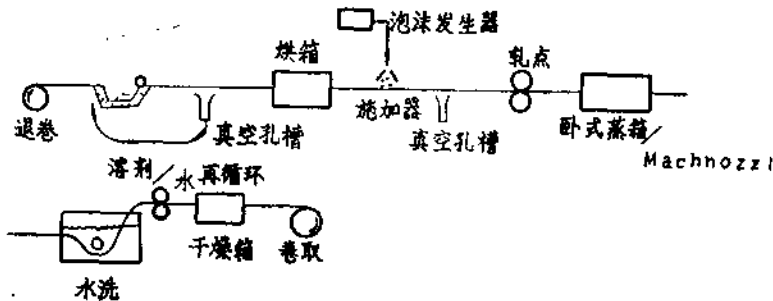 泡沫发生器
烘箱
轧点
退卷
真空孔槽
施加器
真空孔槽
卧式蒸箱/
Machnozzi
溶剂/水再循环
干燥箱
卷取
水洗